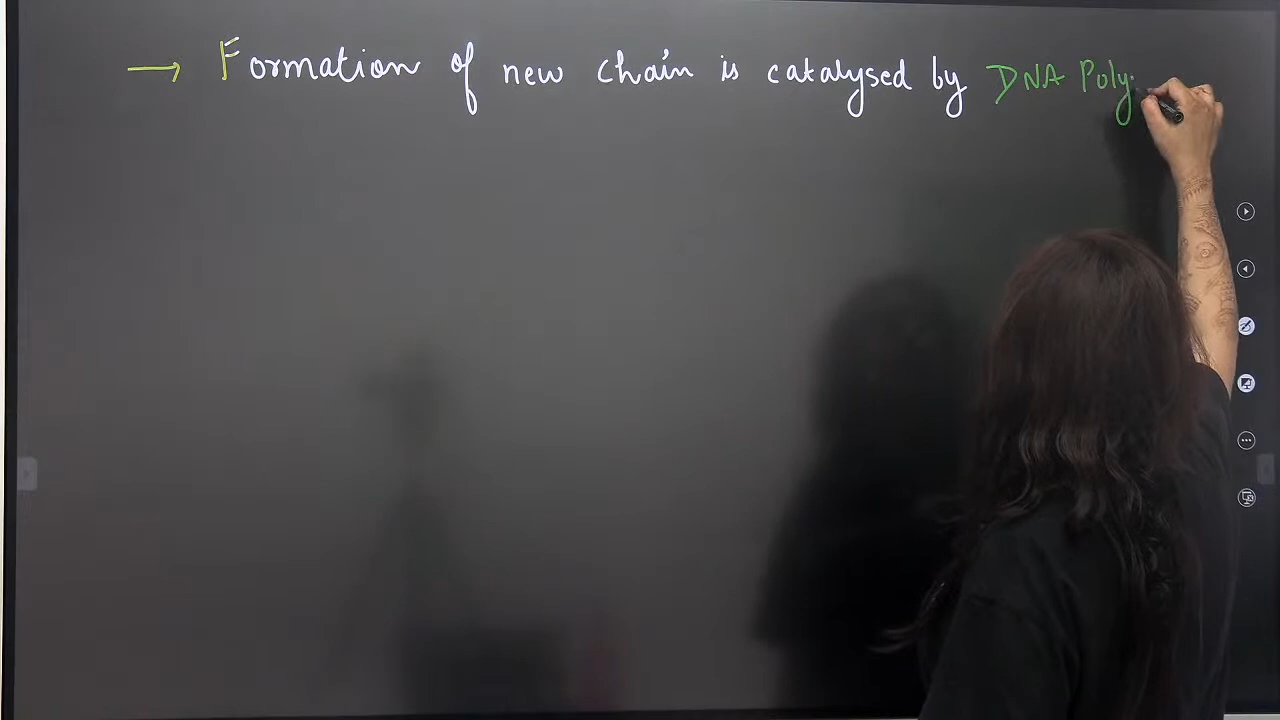 → Formation of new chain is catalysed by DNA Poly.